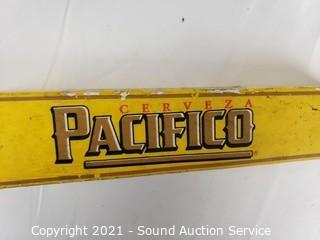 CERVEZA
PACIFICO
Copyright 2021 - Sound Auction Service